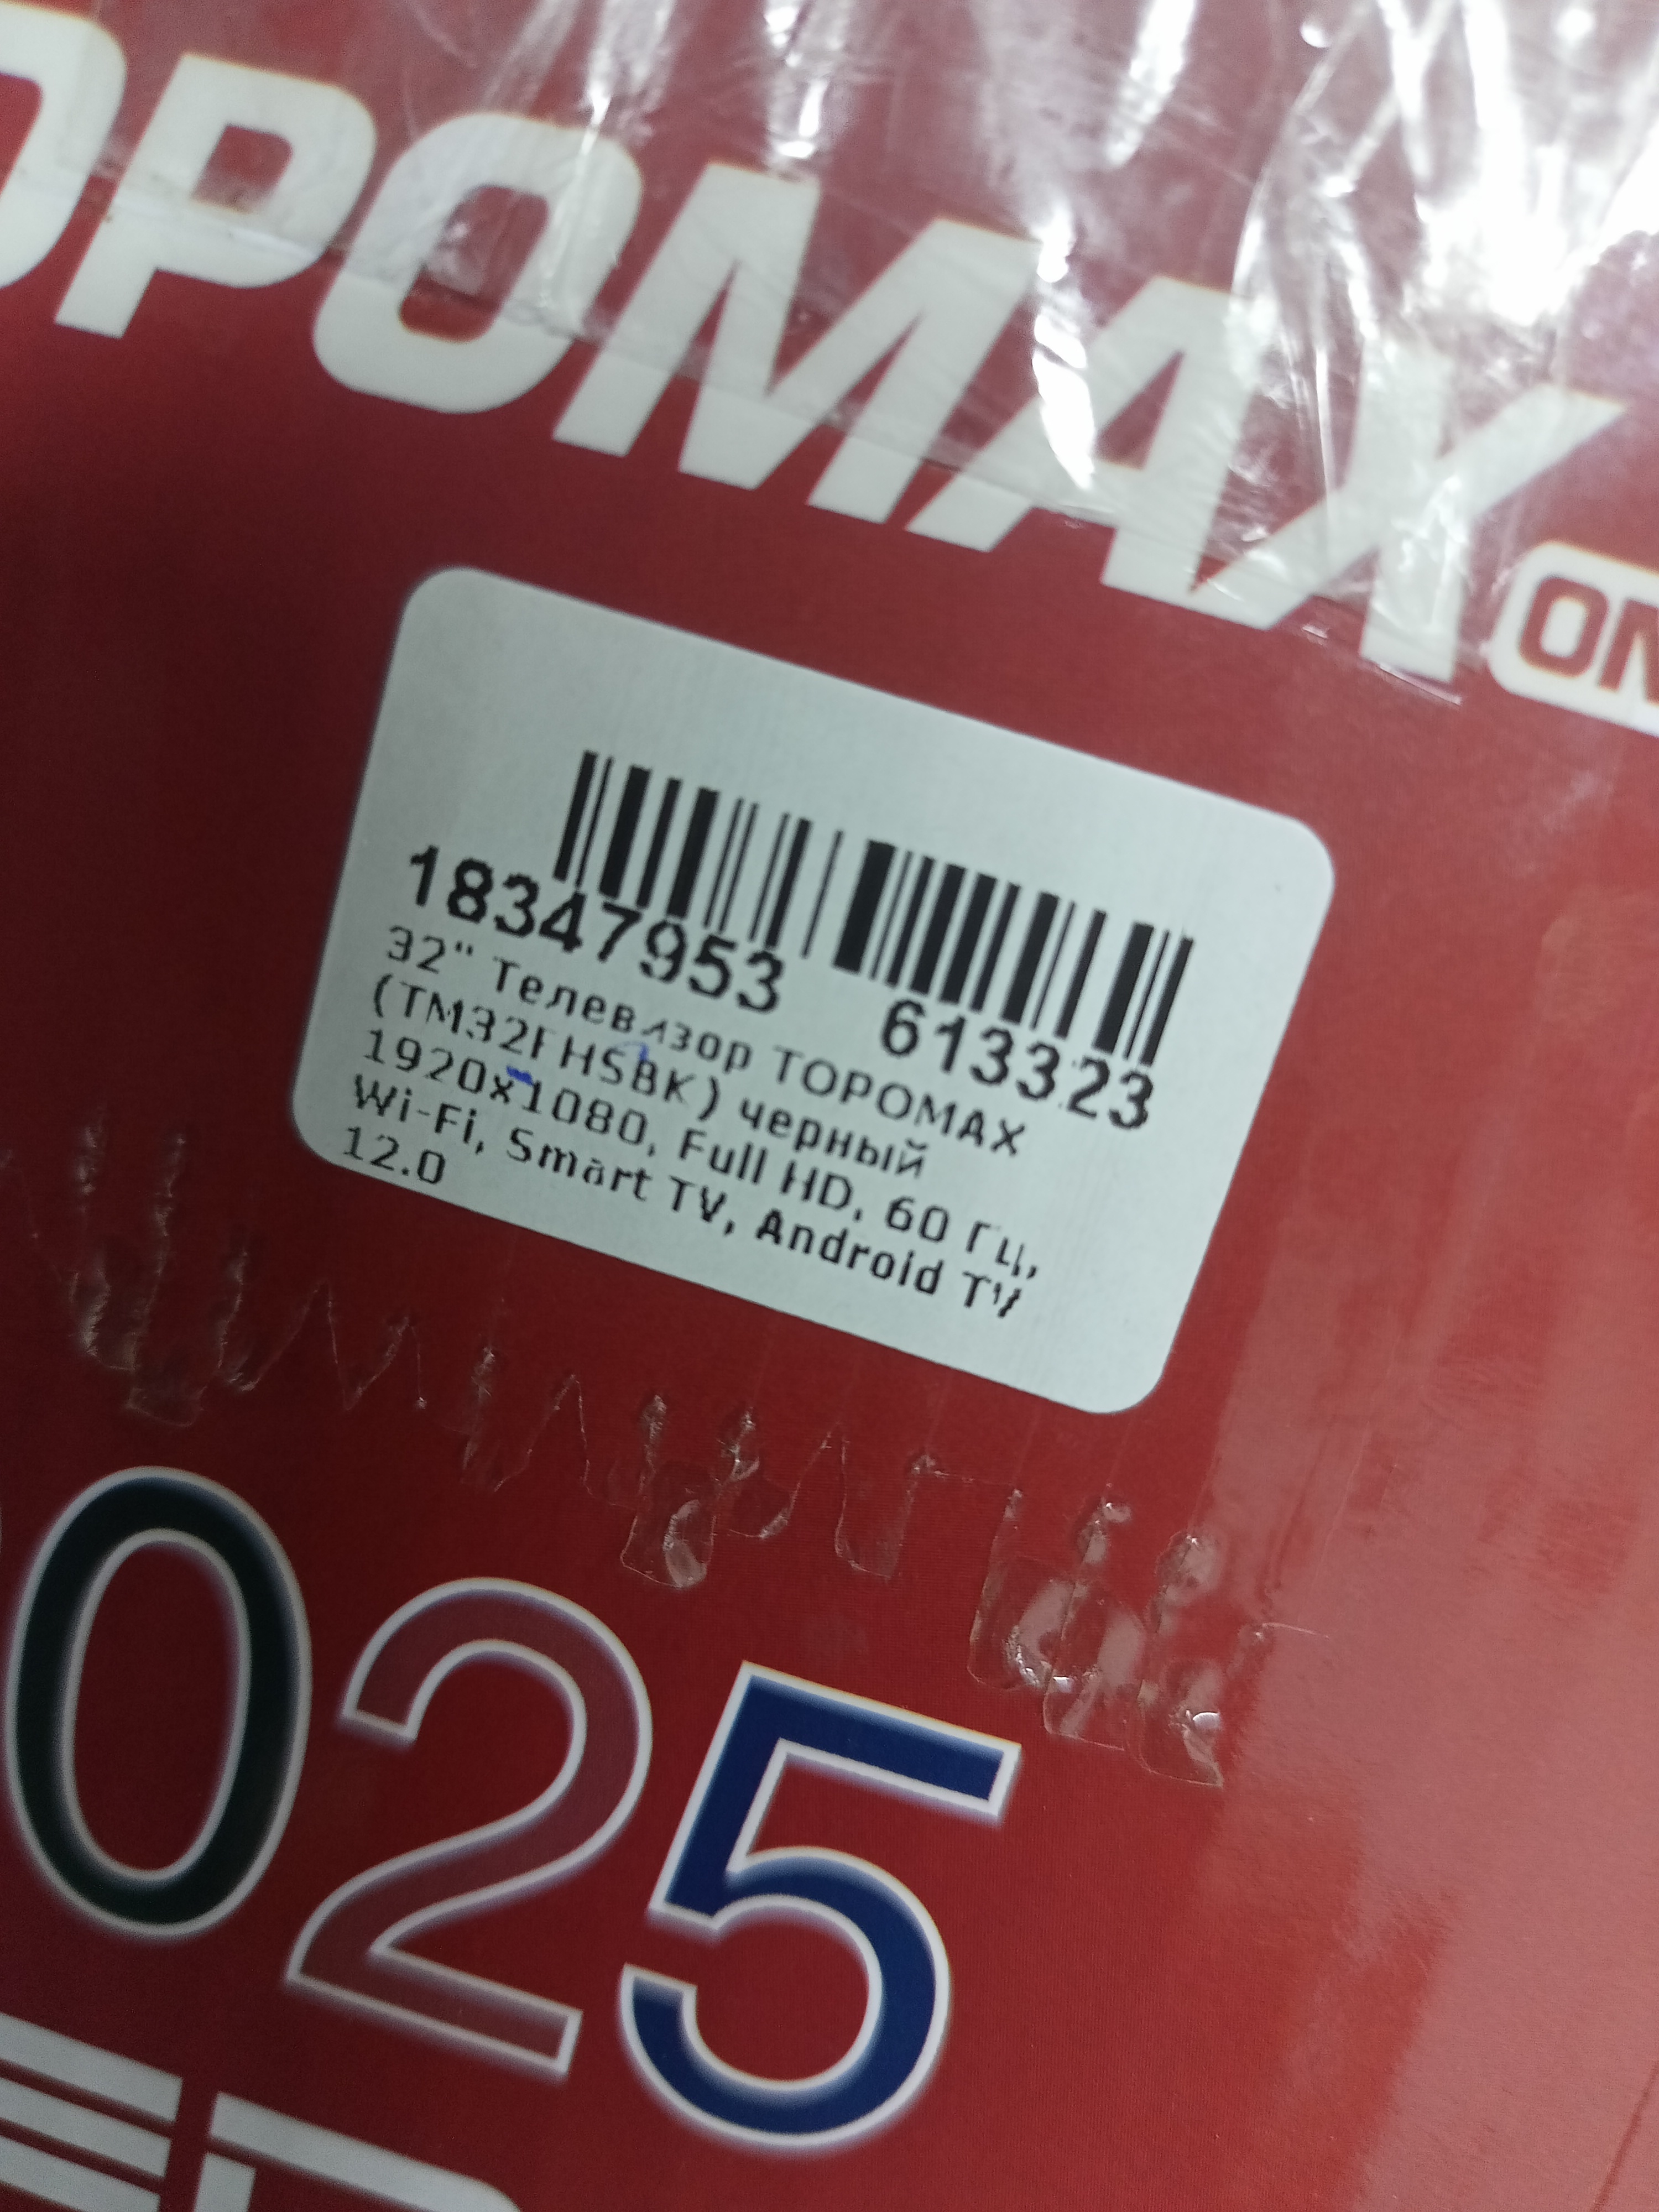 OPOMAX
ON
18347953 613323
32" Телевизор TOPOMAX
(TM32FHSBK) черный
1920x1080, Full HD, 60 Гц,
Wi-Fi, Smart TV, Android TV
12.0
025